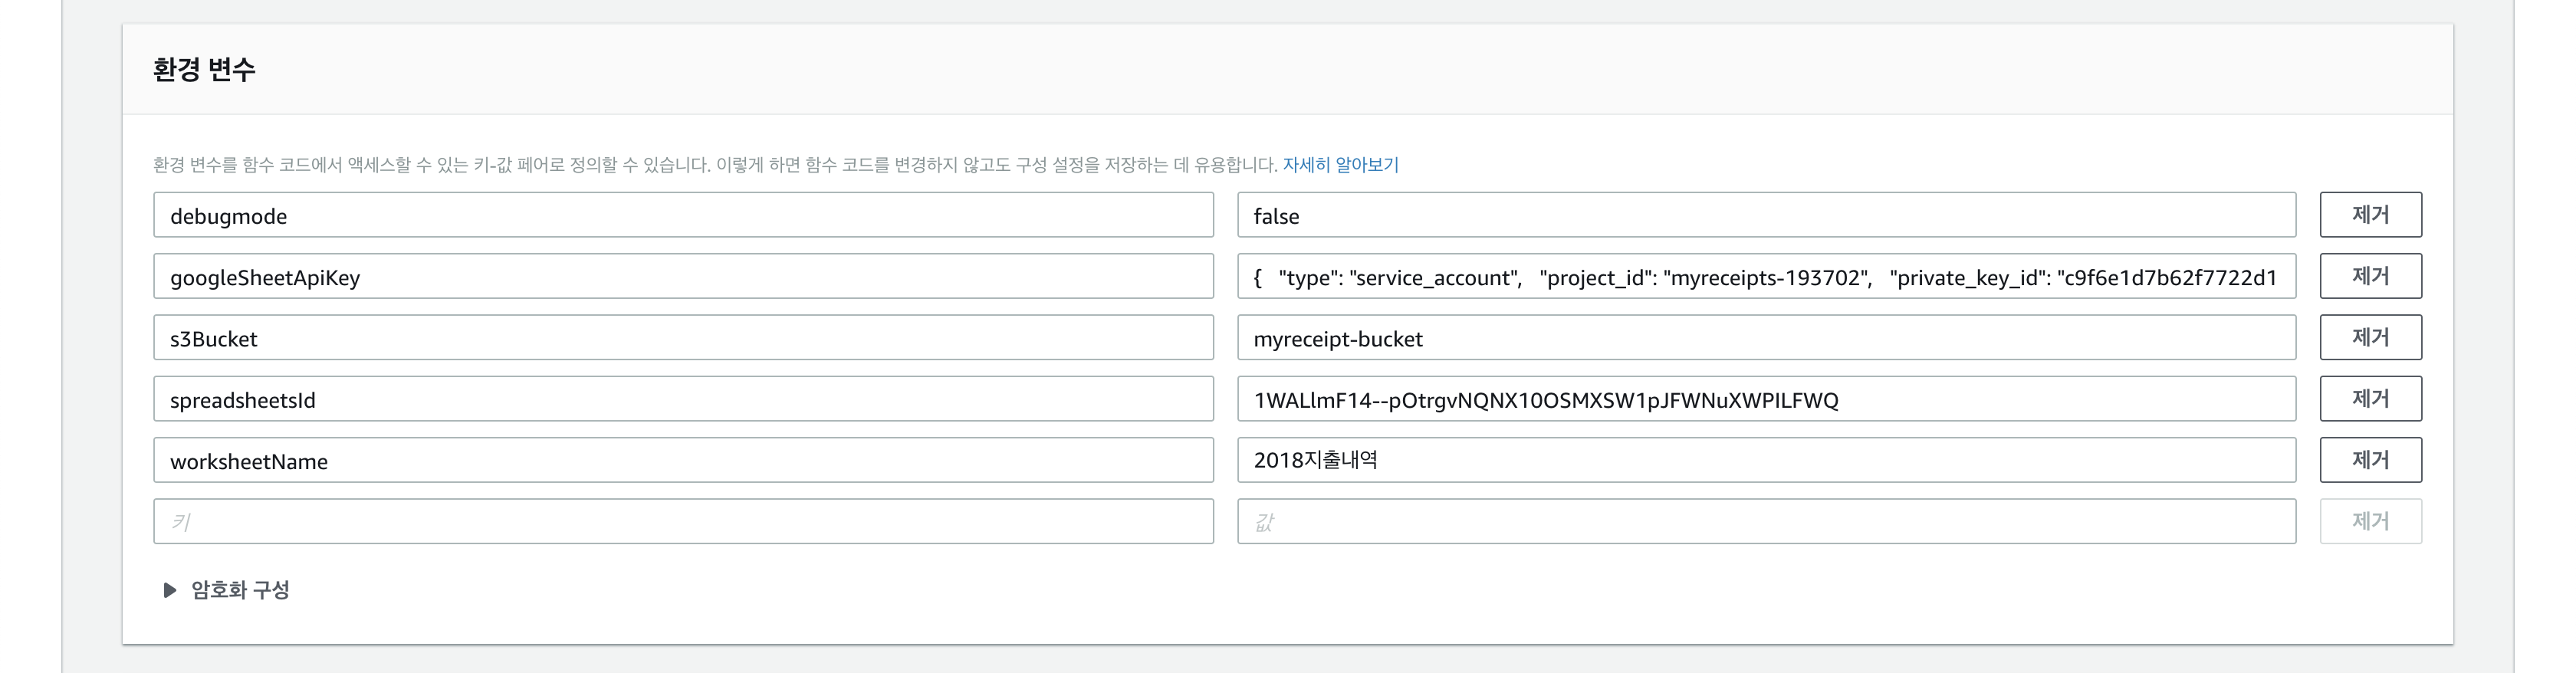 환경 변수
환경 변수를 함수 코드에서 액세스할 수 있는 키-값 페어로 정의할 수 있습니다. 이렇게 하면 함수 코드를 변경하지 않고도 구성 설정을 저장하는 데 유용합니다. 자세히 알아보기
debugmode false 제거
googleSheetApiKey { "type": "service_account", "project_id": "myreceipts-193702", "private_key_id": "c9f6e1d7b62f7722d1 제거
s3Bucket myreceipt-bucket 제거
spreadsheetsId 1WALlmF14--pOtrgvNQNX10OSMXSW1pJFWNuXWPILFWQ 제거
worksheetName 2018지출내역 제거
키 값 제거
암호화 구성